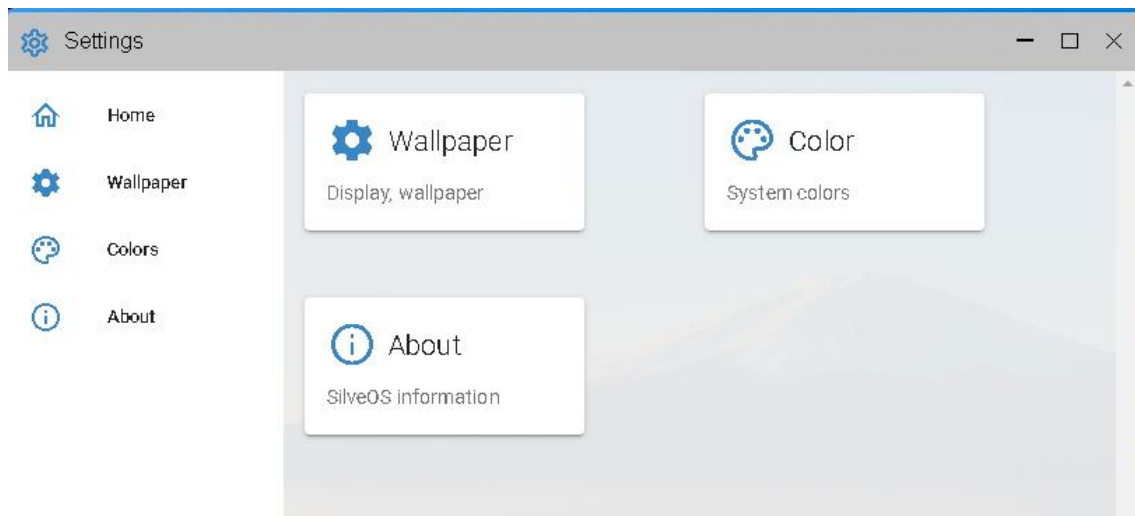 Settings
Home
Wallpaper
Colors
About
Wallpaper
Display, wallpaper
Color
System colors
About
SilveOS information